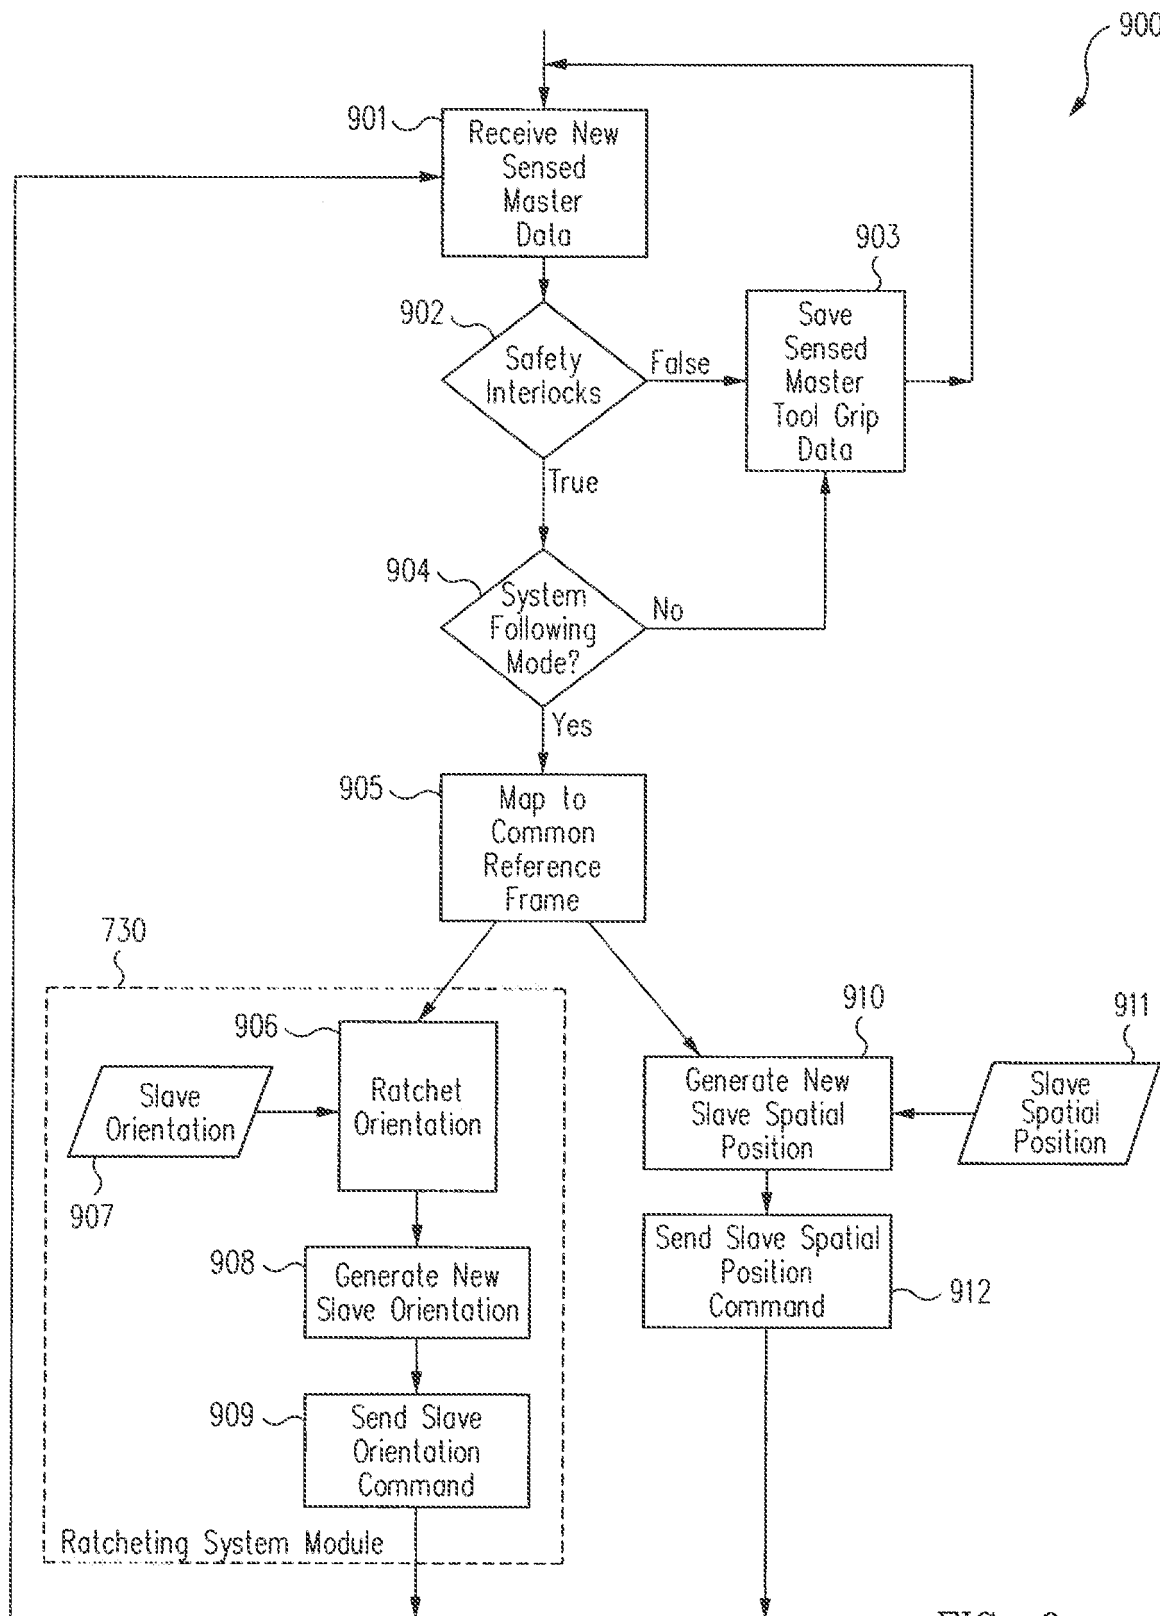 900
901
Receive New
Sensed
Master
Data
902
Safety
Interlocks
False
True
903
Save
Sensed
Master
Tool Grip
Data
904
System
Following
Mode?
No
Yes
905
Map to
Common
Reference
Frame
730
906
Ratchet
Orientation
Slave
Orientation
907
908
Generate New
Slave Orientation
909
Send Slave
Orientation
Command
Ratcheting System Module
910
Generate New
Slave Spatial
Position
911
Slave
Spatial
Position
Send Slave Spatial
Position
Command
912